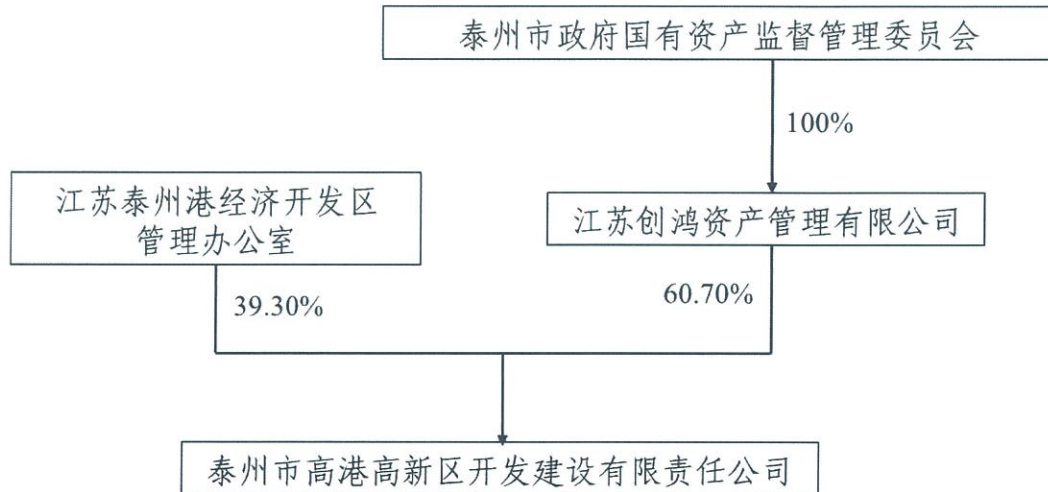 泰州市政府国有资产监督管理委员会
100%
江苏泰州港经济开发区
管理办公室
江苏创鸿资产管理有限公司
39.30%
60.70%
泰州市高港高新区开发建设有限责任公司